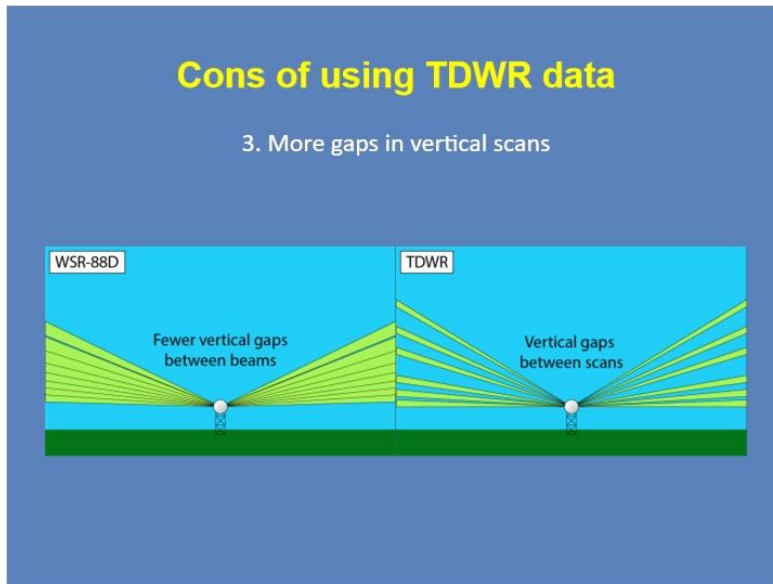 Cons of using TDWR data
3. More gaps in vertical scans
WSR-88D
Fewer vertical gaps
between beams
TDWR
Vertical gaps
between scans